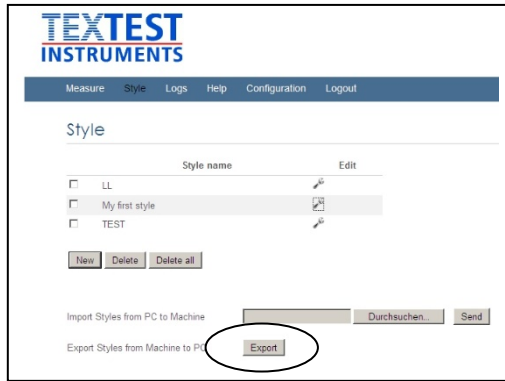 TEXTEST
INSTRUMENTS
Measure Style Logs Help Configuration Logout
Style
Style name Edit
LL
My first style
TEST
New Delete Delete all
Import Styles from PC to Machine Durchsuchen... Send
Export Styles from Machine to PC Export